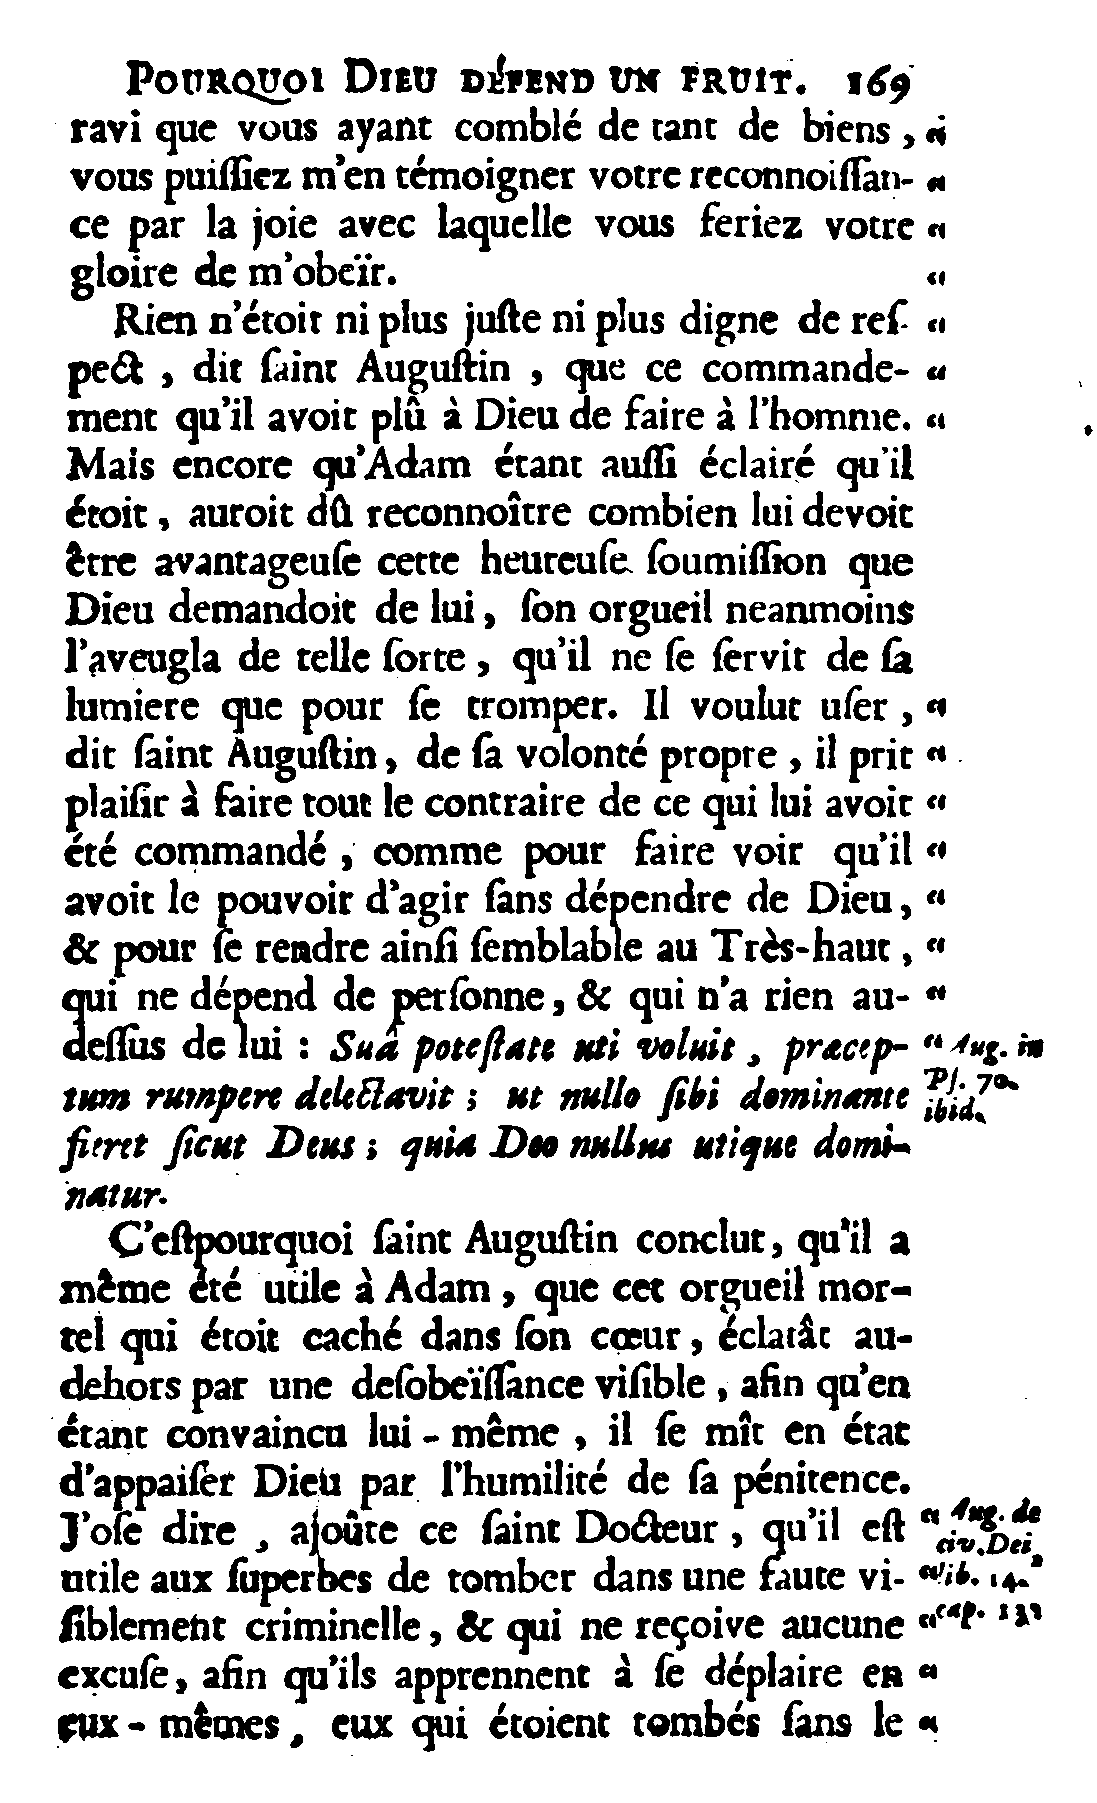 POURQUOI DIEU DÉFEND UN FRUIT. 169
ravi que vous ayant comblé de tant de biens, “
vous puiſſiez m'en témoigner votre reconnoiſſan- “
ce par la joie avec laquelle vous feriez votre “
gloire de m'obeïr. “
Rien n'étoit ni plus juſte ni plus digne de reſ- “
pect, dit ſaint Auguſtin, que ce commande- “
ment qu'il avoit plû à Dieu de faire à l'homme. “
Mais encore qu'Adam étant auſſi éclairé qu'il
étoit, auroit dû reconnoître combien lui devoit
être avantageuſe cette heureuſe ſoumiſſion que
Dieu demandoit de lui, ſon orgueil neanmoins
l'aveugla de telle ſorte, qu'il ne ſe ſervit de ſa
lumiere que pour ſe tromper. Il voulut uſer, “
dit ſaint Auguſtin, de ſa volonté propre, il prit “
plaiſir à faire tout le contraire de ce qui lui avoit “
été commandé, comme pour faire voir qu'il “
avoit le pouvoir d'agir ſans dépendre de Dieu, “
& pour ſe rendre ainſi ſemblable au Très-haut, “
qui ne dépend de perſonne, & qui n'a rien au- “
deſſus de lui : Suâ poteſtate uti voluit, præcep- “
tum rumpere delectavit ; ut nullo ſibi dominante
fieret ſicut Deus ; quia Deo nullus utique domi-
natur.
Aug. in
Pſ. 70.
ibid.
C'eſtpourquoi ſaint Auguſtin conclut, qu'il a
même été utile à Adam, que cet orgueil mor-
tel qui étoit caché dans ſon cœur, éclatât au-
dehors par une deſobeïſſance viſible, afin qu'en
étant convaincu lui-même, il ſe mît en état
d'appaiſer Dieu par l'humilité de ſa pénitence.
J'oſe dire, ajoûte ce ſaint Docteur, qu'il eſt “
utile aux ſuperbes de tomber dans une faute vi- “
ſiblement criminelle, & qui ne reçoive aucune “
excuſe, afin qu'ils apprennent à ſe déplaire en “
eux-mêmes, eux qui étoient tombés ſans le “
Aug. de
civ. Dei,
lib. 14.
cap. 13.